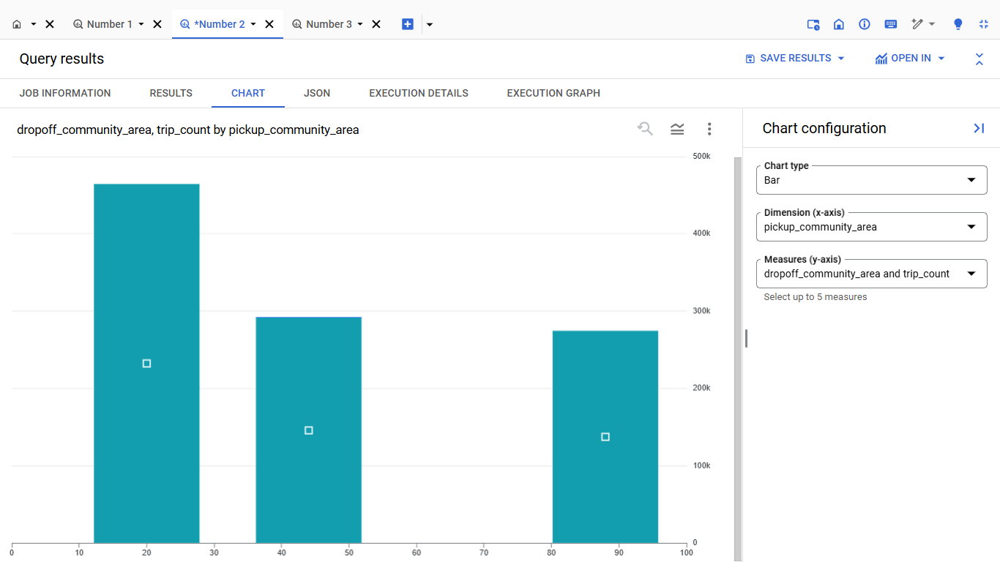 Number 1 *Number 2 Number 3
Query results SAVE RESULTS OPEN IN
JOB INFORMATION RESULTS CHART JSON EXECUTION DETAILS EXECUTION GRAPH
dropoff_community_area, trip_count by pickup_community_area
500k
400k
300k
200k
100k
0
0 10 20 30 40 50 60 70 80 90 100
Chart configuration
Chart type
Bar
Dimension (x-axis)
pickup_community_area
Measures (y-axis)
dropoff_community_area and trip_count
Select up to 5 measures